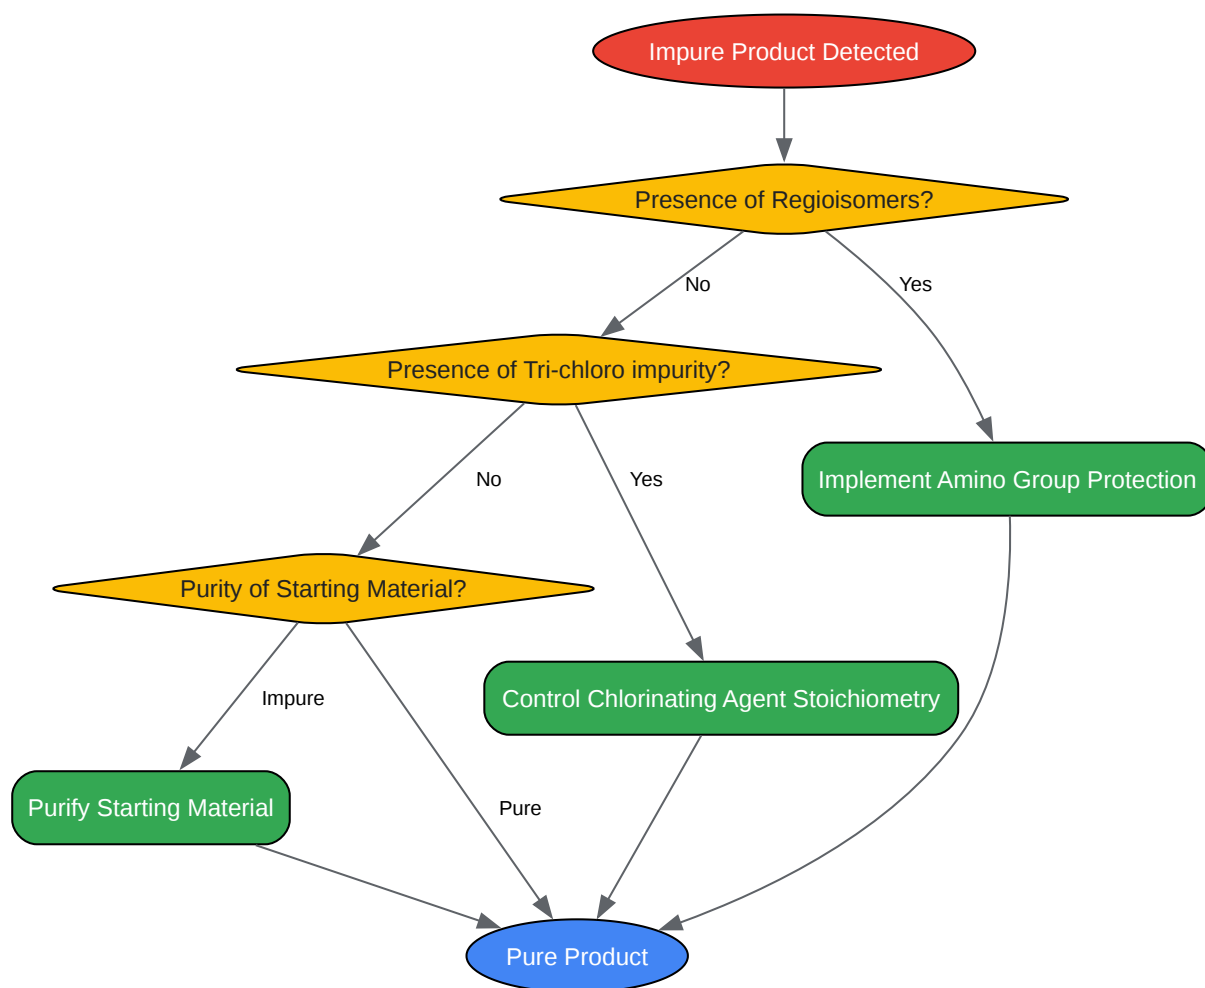 Impure Product Detected
Presence of Regioisomers?
No
Yes
Presence of Tri-chloro impurity?
Implement Amino Group Protection
No
Yes
Purity of Starting Material?
Impure
Control Chlorinating Agent Stoichiometry
Purify Starting Material
Pure
Pure Product